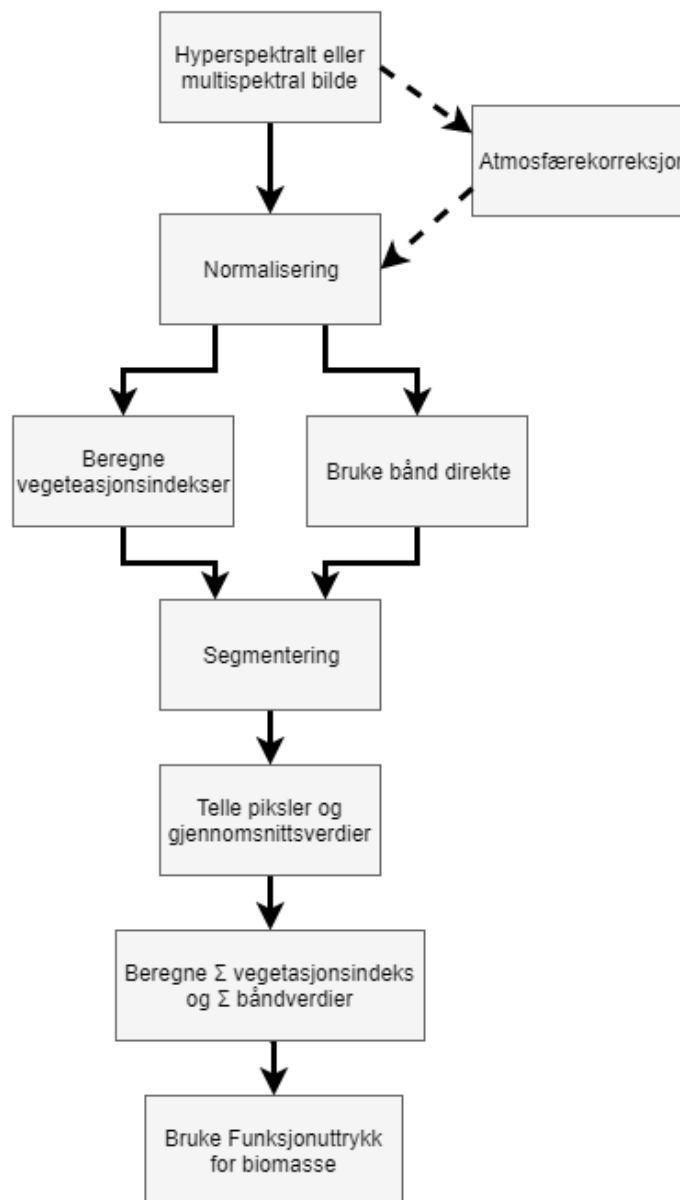 Hyperspektralt eller
multispektral bilde
Atmosfærekorreksjon
Normalisering
Beregne
vegeteasjonsindekser
Bruke bånd direkte
Segmentering
Telle piksler og
gjennomsnittsverdier
Beregne Σ vegetasjonsindeks
og Σ båndverdier
Bruke Funksjonuttrykk
for biomasse